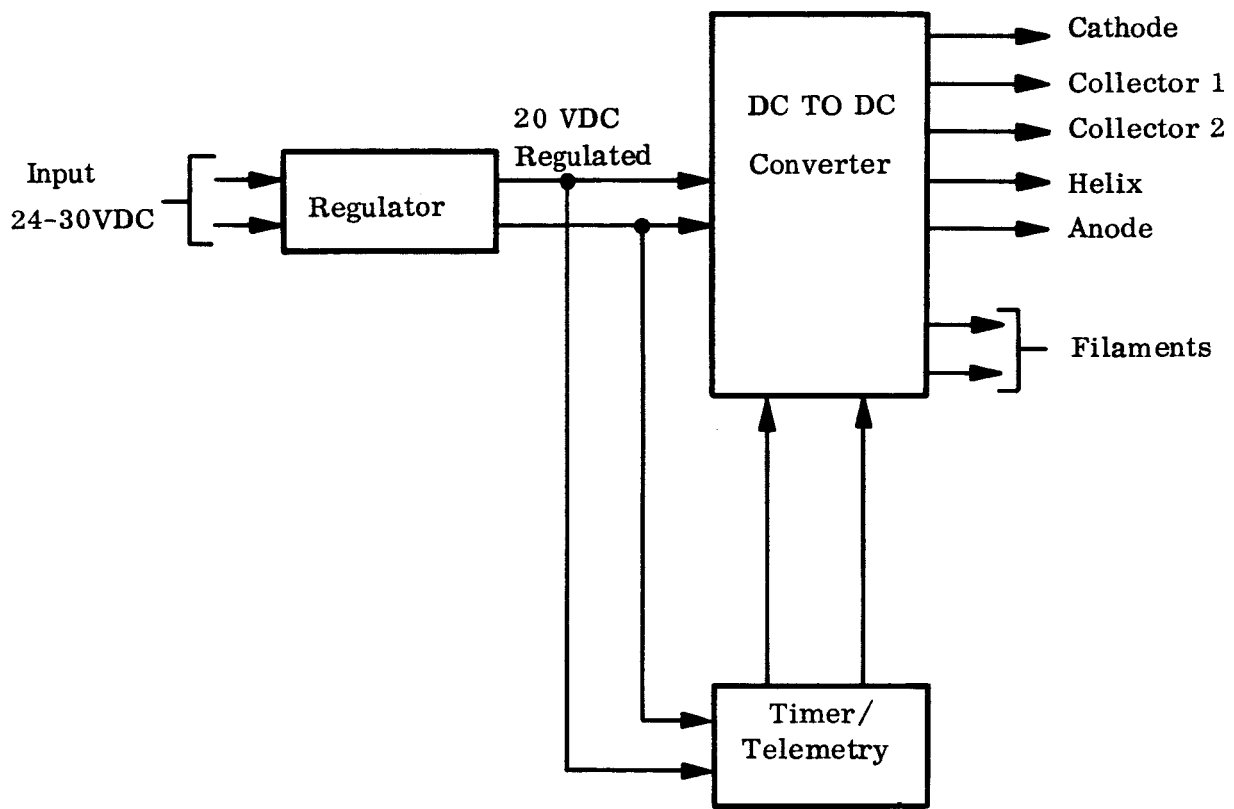 Input
24-30VDC
Regulator
20 VDC
Regulated
DC TO DC
Converter
Cathode
Collector 1
Collector 2
Helix
Anode
Filaments
Timer/
Telemetry